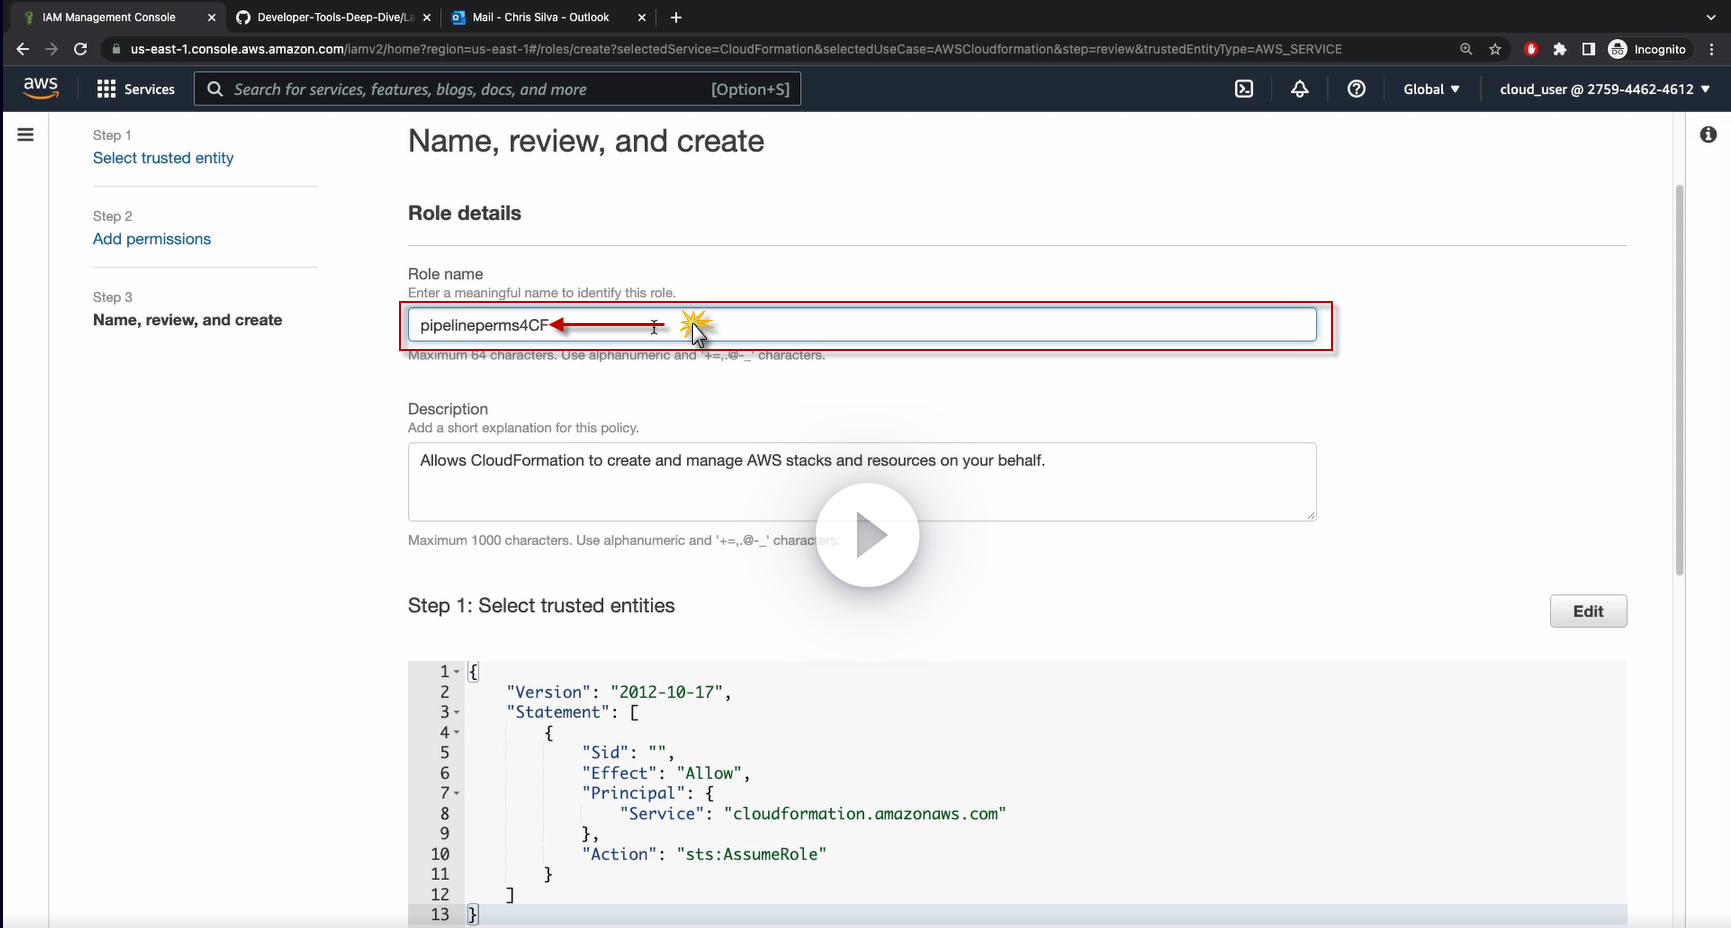 IAM Management Console
Developer-Tools-Deep-Dive/La
Mail - Chris Silva - Outlook
us-east-1.console.aws.amazon.com/iamv2/home?region=us-east-1#/roles/create?selectedService=CloudFormation&selectedUseCase=AWSCloudformation&step=review&trustedEntityType=AWS_SERVICE
Incognito
aws
Services
Search for services, features, blogs, docs, and more
[Option+S]
Global
cloud_user @ 2759-4462-4612
Step 1
Select trusted entity
Step 2
Add permissions
Step 3
Name, review, and create
Name, review, and create
Role details
Role name
Enter a meaningful name to identify this role.
pipelineperms4CF
Maximum 64 characters. Use alphanumeric and '+=,.@-_' characters.
Description
Add a short explanation for this policy.
Allows CloudFormation to create and manage AWS stacks and resources on your behalf.
Maximum 1000 characters. Use alphanumeric and '+=,.@-_' characters.
Step 1: Select trusted entities
Edit
1 {
2 "Version": "2012-10-17",
3 "Statement": [
4 {
5 "Sid": "",
6 "Effect": "Allow",
7 "Principal": {
8 "Service": "cloudformation.amazonaws.com"
9 },
10 "Action": "sts:AssumeRole"
11 }
12 ]
13 }